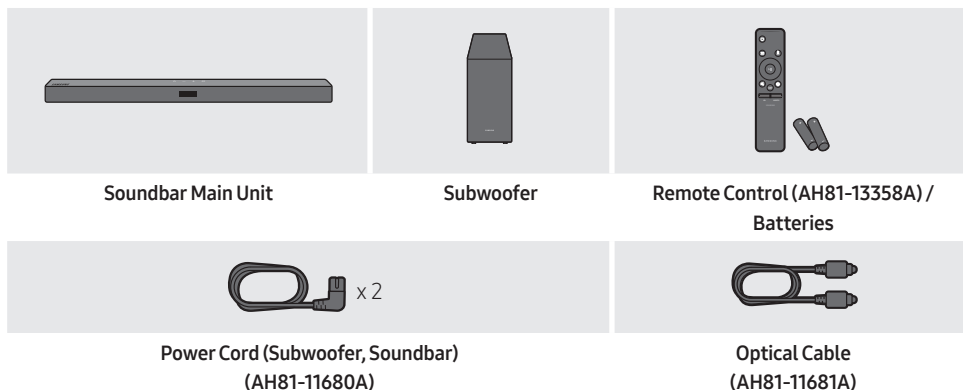 Soundbar Main Unit
Subwoofer
Remote Control (AH81-13358A) /
Batteries
x 2
Power Cord (Subwoofer, Soundbar)
(AH81-11680A)
Optical Cable
(AH81-11681A)